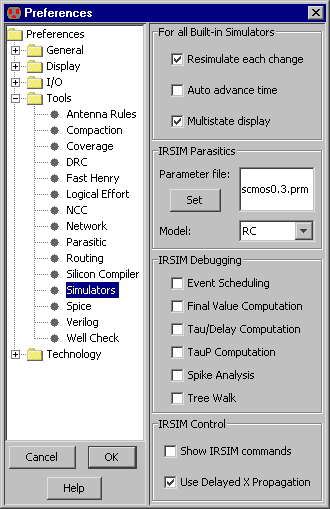 Preferences
Preferences
General
Display
I/O
Tools
Antenna Rules
Compaction
Coverage
DRC
Fast Henry
Logical Effort
NCC
Network
Parasitic
Routing
Silicon Compiler
Simulators
Spice
Verilog
Well Check
Technology
Cancel
OK
Help
For all Built-in Simulators
Resimulate each change
Auto advance time
Multistate display
IRSIM Parasitics
Parameter file:
scmos0.3.prm
Set
Model:
RC
IRSIM Debugging
Event Scheduling
Final Value Computation
Tau/Delay Computation
TauP Computation
Spike Analysis
Tree Walk
IRSIM Control
Show IRSIM commands
Use Delayed X Propagation